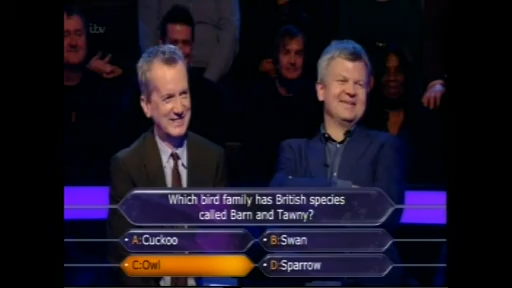 itv
Which bird family has British species
called Barn and Tawny?
A:Cuckoo
B:Swan
C:Owl
D:Sparrow